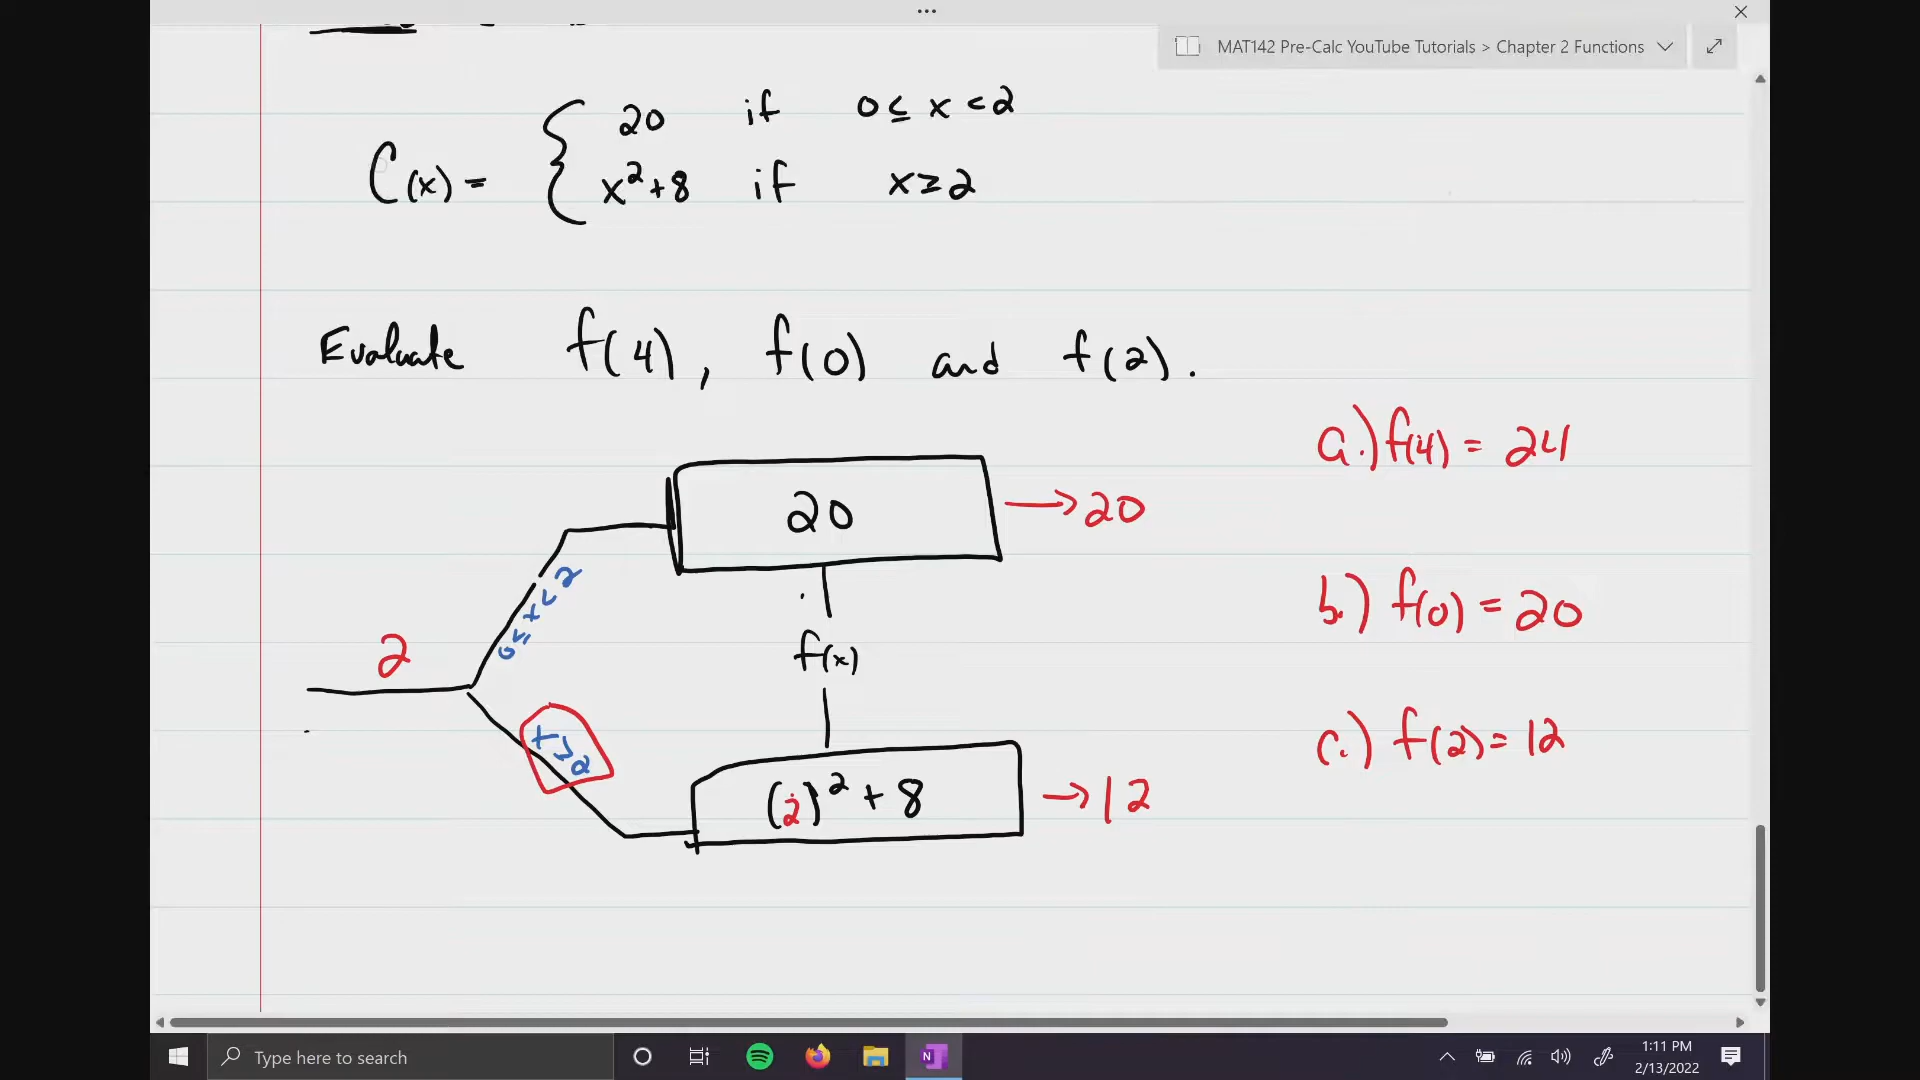 MAT142 Pre-Calc YouTube Tutorials > Chapter 2 Functions
C(x) = { 20 if 0 ≤ x < 2
x² + 8 if x ≥ 2
Evaluate f(4), f(0) and f(2).
a.) f(4) = 24
20 → 20
0 ≤ x < 2
b.) f(0) = 20
2
f(x)
x ≥ 2
c.) f(2) = 12
(2)² + 8 → 12
Type here to search
1:11 PM
2/13/2022